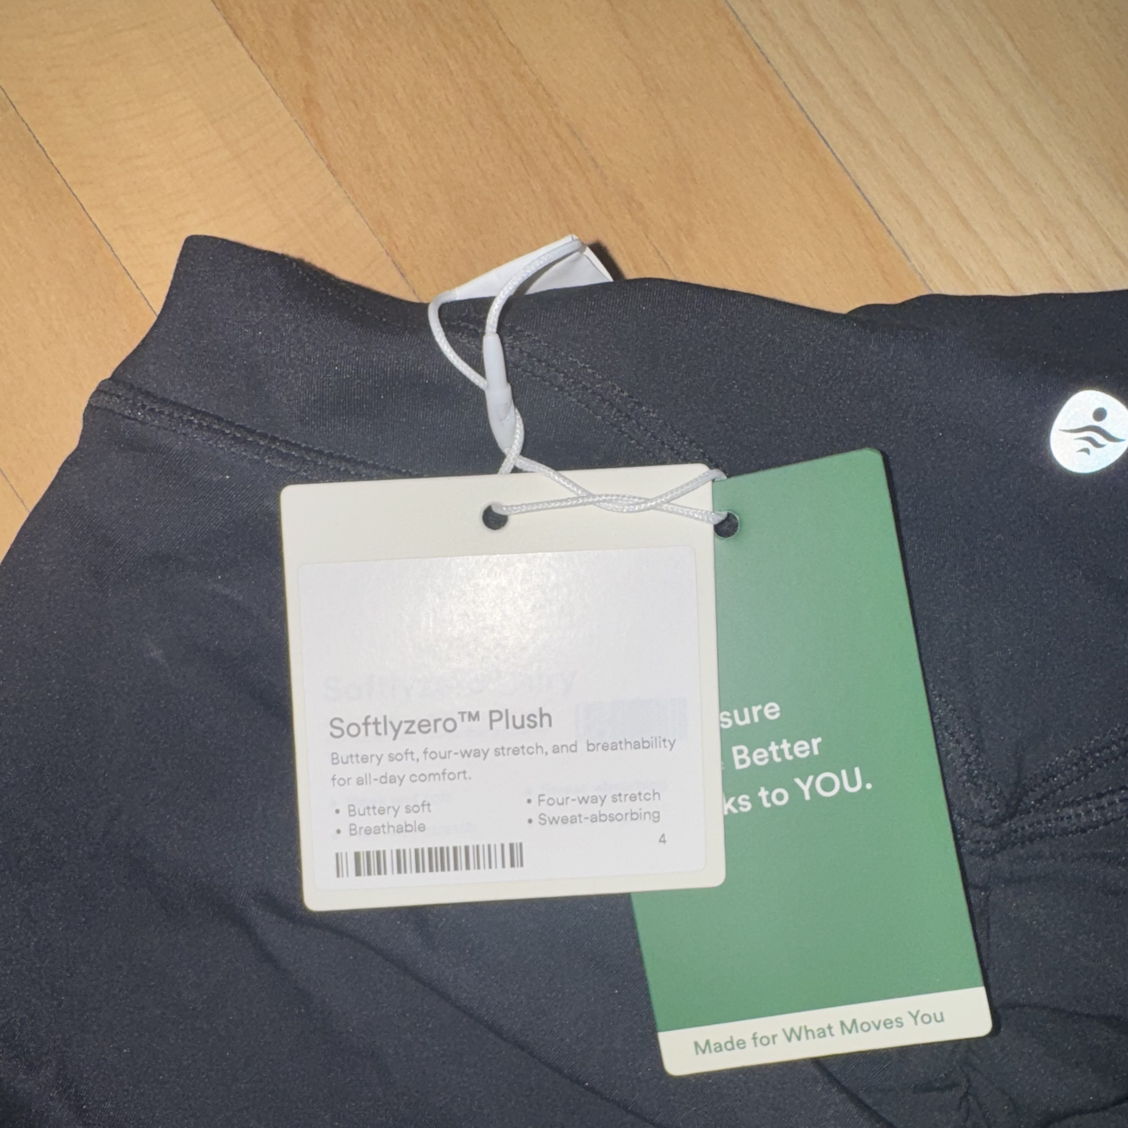 Softlyzero™ Plush
Buttery soft, four-way stretch, and breathability
for all-day comfort.
• Buttery soft
• Four-way stretch
• Breathable
• Sweat-absorbing
4
sure
Better
ks to YOU.
Made for What Moves You